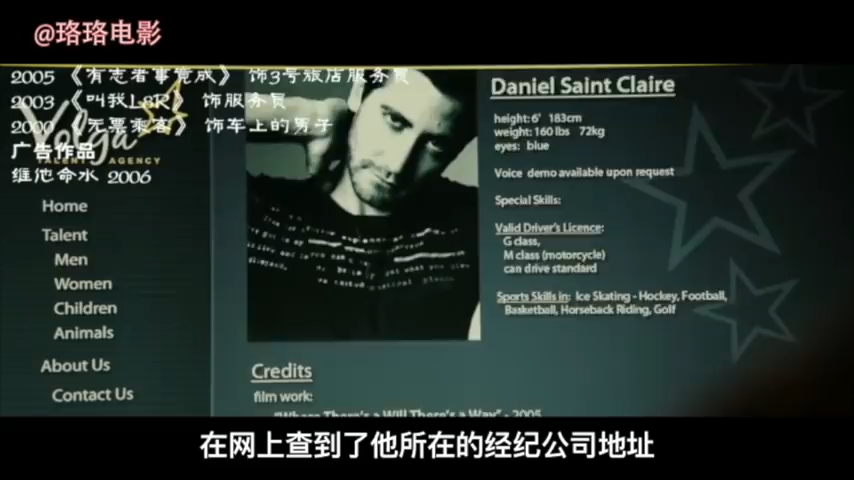 @珞珞电影
2005 《有志者事竟成》 饰3号旅店服务员
2003 《叫我LSR》 饰服务员
2000 《无票乘客》 饰车上的男子
广告作品
维他命水 2006
TALENT AGENCY
Home
Talent
Men
Women
Children
Animals
About Us
Contact Us
Daniel Saint Claire
height: 6' 183cm
weight: 160 lbs 72kg
eyes: blue
Voice demo available upon request
Special Skills:
Valid Driver's Licence:
G class,
M class (motorcycle)
can drive standard
Sports Skills in: Ice Skating - Hockey, Football,
Basketball, Horseback Riding, Golf
Credits
film work:
"Where There's a Will There's a Way" - 2005
在网上查到了他所在的经纪公司地址